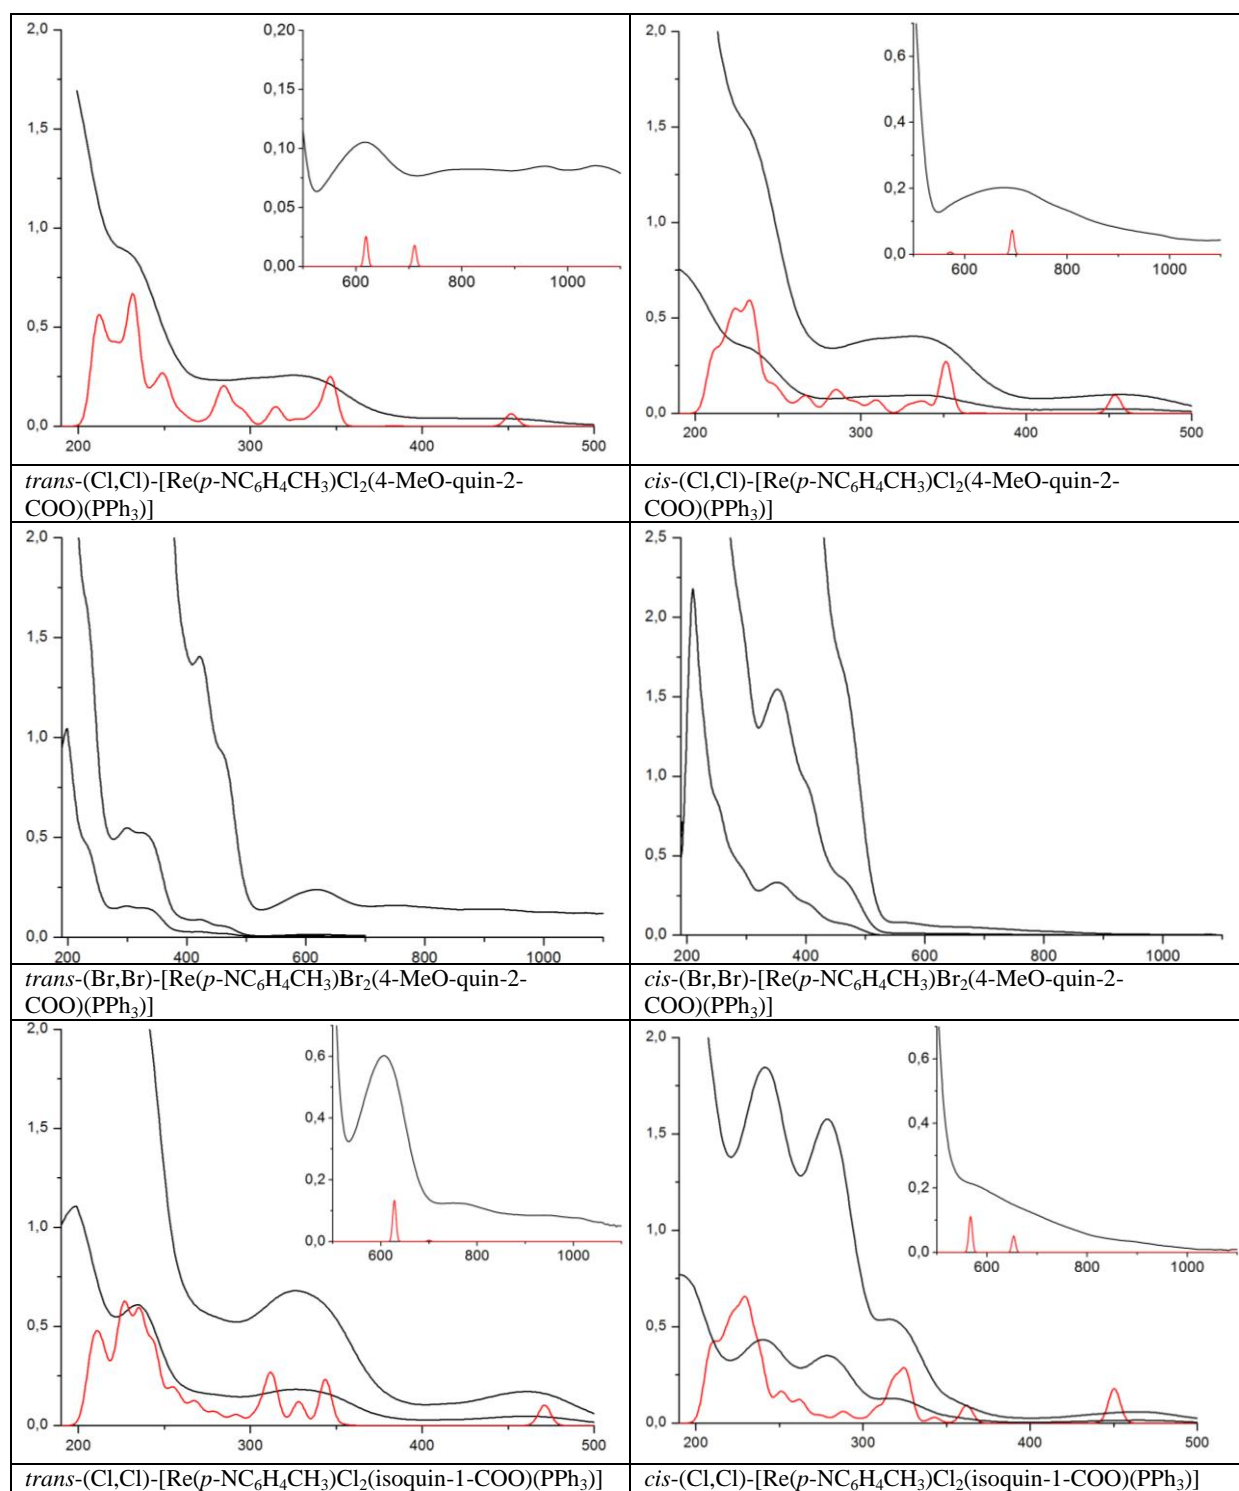 2,0
1,5
1,0
0,5
0,0
200 300 400 500
0,20
0,15
0,10
0,05
0,00
600 800 1000
2,0
1,5
1,0
0,5
0,0
200 300 400 500
0,6
0,4
0,2
0,0
600 800 1000
trans-(Cl,Cl)-[Re(p-NC₆H₄CH₃)Cl₂(4-MeO-quin-2-
COO)(PPh₃)]
cis-(Cl,Cl)-[Re(p-NC₆H₄CH₃)Cl₂(4-MeO-quin-2-
COO)(PPh₃)]
2,0
1,5
1,0
0,5
0,0
200 400 600 800 1000
2,5
2,0
1,5
1,0
0,5
0,0
200 400 600 800 1000
trans-(Br,Br)-[Re(p-NC₆H₄CH₃)Br₂(4-MeO-quin-2-
COO)(PPh₃)]
cis-(Br,Br)-[Re(p-NC₆H₄CH₃)Br₂(4-MeO-quin-2-
COO)(PPh₃)]
2,0
1,5
1,0
0,5
0,0
200 300 400 500
0,6
0,4
0,2
0,0
600 800 1000
2,0
1,5
1,0
0,5
0,0
200 300 400 500
0,6
0,4
0,2
0,0
600 800 1000
trans-(Cl,Cl)-[Re(p-NC₆H₄CH₃)Cl₂(isoquin-1-COO)(PPh₃)]
cis-(Cl,Cl)-[Re(p-NC₆H₄CH₃)Cl₂(isoquin-1-COO)(PPh₃)]